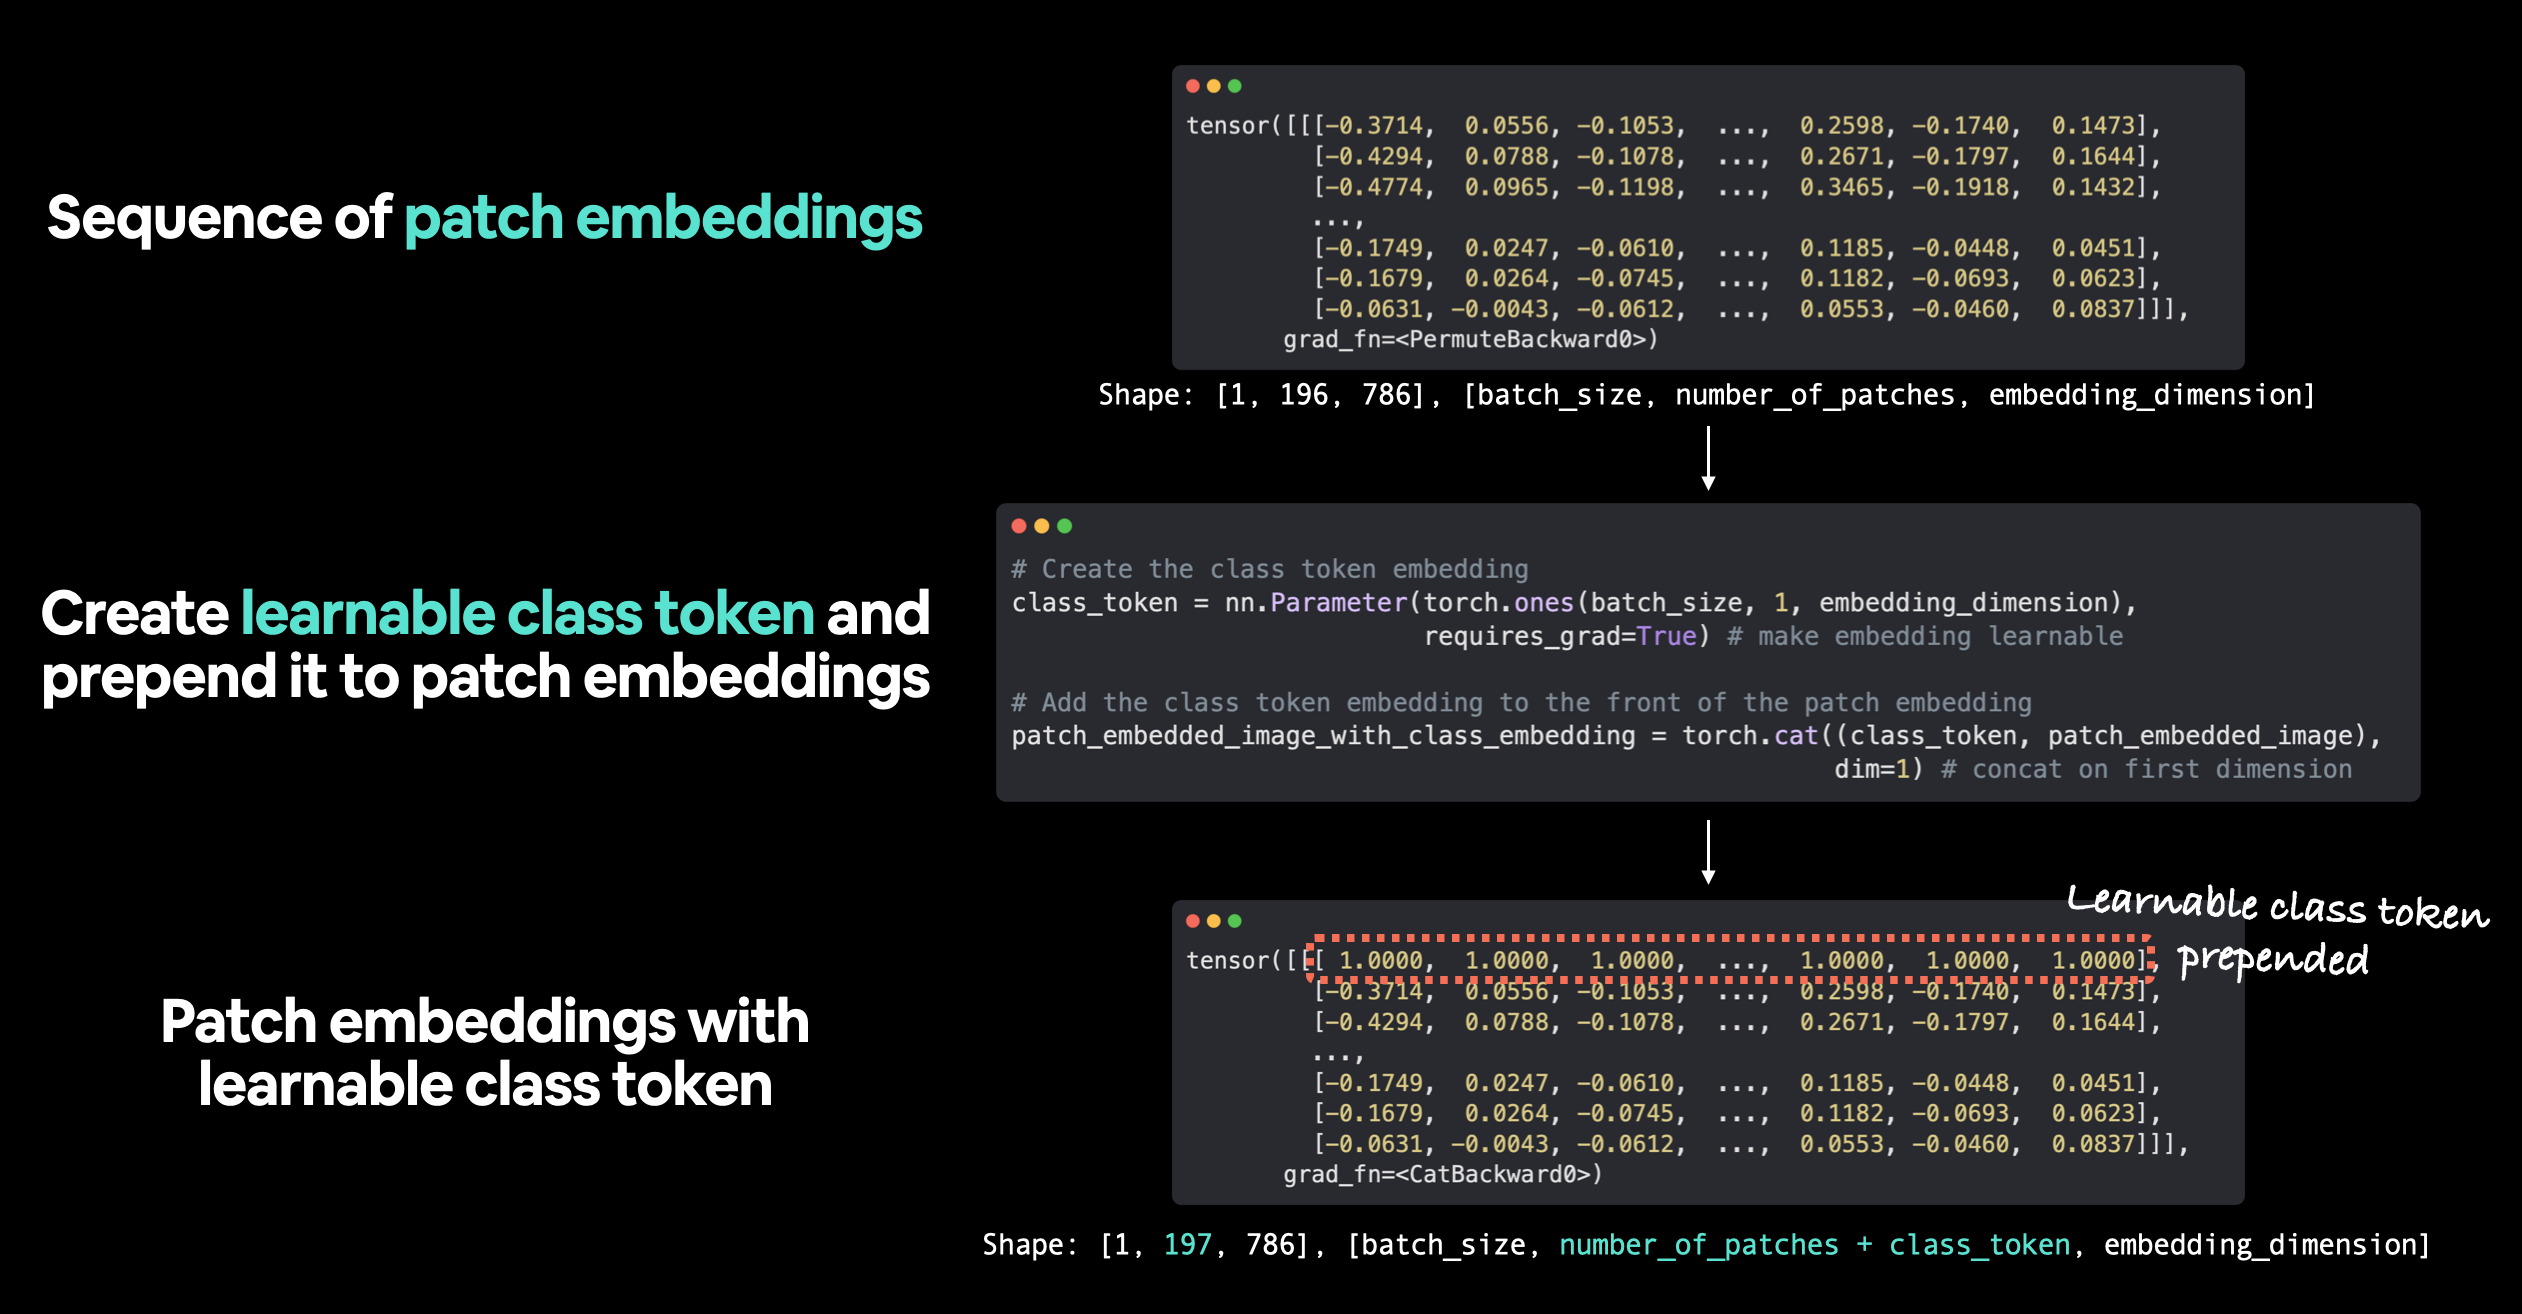 Sequence of patch embeddings
tensor([[[-0.3714,  0.0556, -0.1053,  ...,  0.2598, -0.1740,  0.1473],
[-0.4294,  0.0788, -0.1078,  ...,  0.2671, -0.1797,  0.1644],
[-0.4774,  0.0965, -0.1198,  ...,  0.3465, -0.1918,  0.1432],
...,
[-0.1749,  0.0247, -0.0610,  ...,  0.1185, -0.0448,  0.0451],
[-0.1679,  0.0264, -0.0745,  ...,  0.1182, -0.0693,  0.0623],
[-0.0631, -0.0043, -0.0612,  ...,  0.0553, -0.0460,  0.0837]]],
grad_fn=<PermuteBackward0>)
Shape: [1, 196, 786], [batch_size, number_of_patches, embedding_dimension]
Create learnable class token and
prepend it to patch embeddings
# Create the class token embedding
class_token = nn.Parameter(torch.ones(batch_size, 1, embedding_dimension),
requires_grad=True) # make embedding learnable
# Add the class token embedding to the front of the patch embedding
patch_embedded_image_with_class_embedding = torch.cat((class_token, patch_embedded_image),
dim=1) # concat on first dimension
Patch embeddings with
learnable class token
Learnable class token
prepended
tensor([[[ 1.0000,  1.0000,  1.0000,  ...,  1.0000,  1.0000,  1.0000],
[-0.3714,  0.0556, -0.1053,  ...,  0.2598, -0.1740,  0.1473],
[-0.4294,  0.0788, -0.1078,  ...,  0.2671, -0.1797,  0.1644],
...,
[-0.1749,  0.0247, -0.0610,  ...,  0.1185, -0.0448,  0.0451],
[-0.1679,  0.0264, -0.0745,  ...,  0.1182, -0.0693,  0.0623],
[-0.0631, -0.0043, -0.0612,  ...,  0.0553, -0.0460,  0.0837]]],
grad_fn=<CatBackward0>)
Shape: [1, 197, 786], [batch_size, number_of_patches + class_token, embedding_dimension]